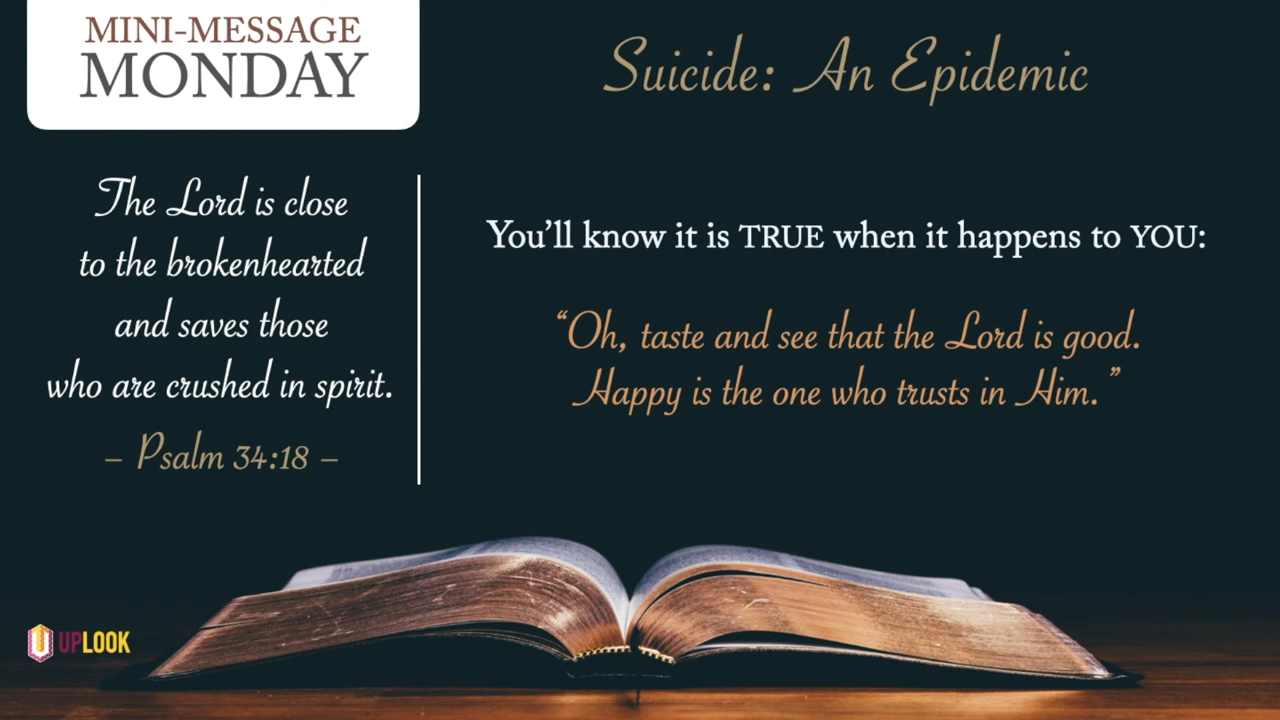 MINI-MESSAGE
MONDAY
Suicide: An Epidemic
The Lord is close
to the brokenhearted
and saves those
who are crushed in spirit.
– Psalm 34:18 –
You'll know it is TRUE when it happens to YOU:
“Oh, taste and see that the Lord is good.
Happy is the one who trusts in Him.”
UPLOOK